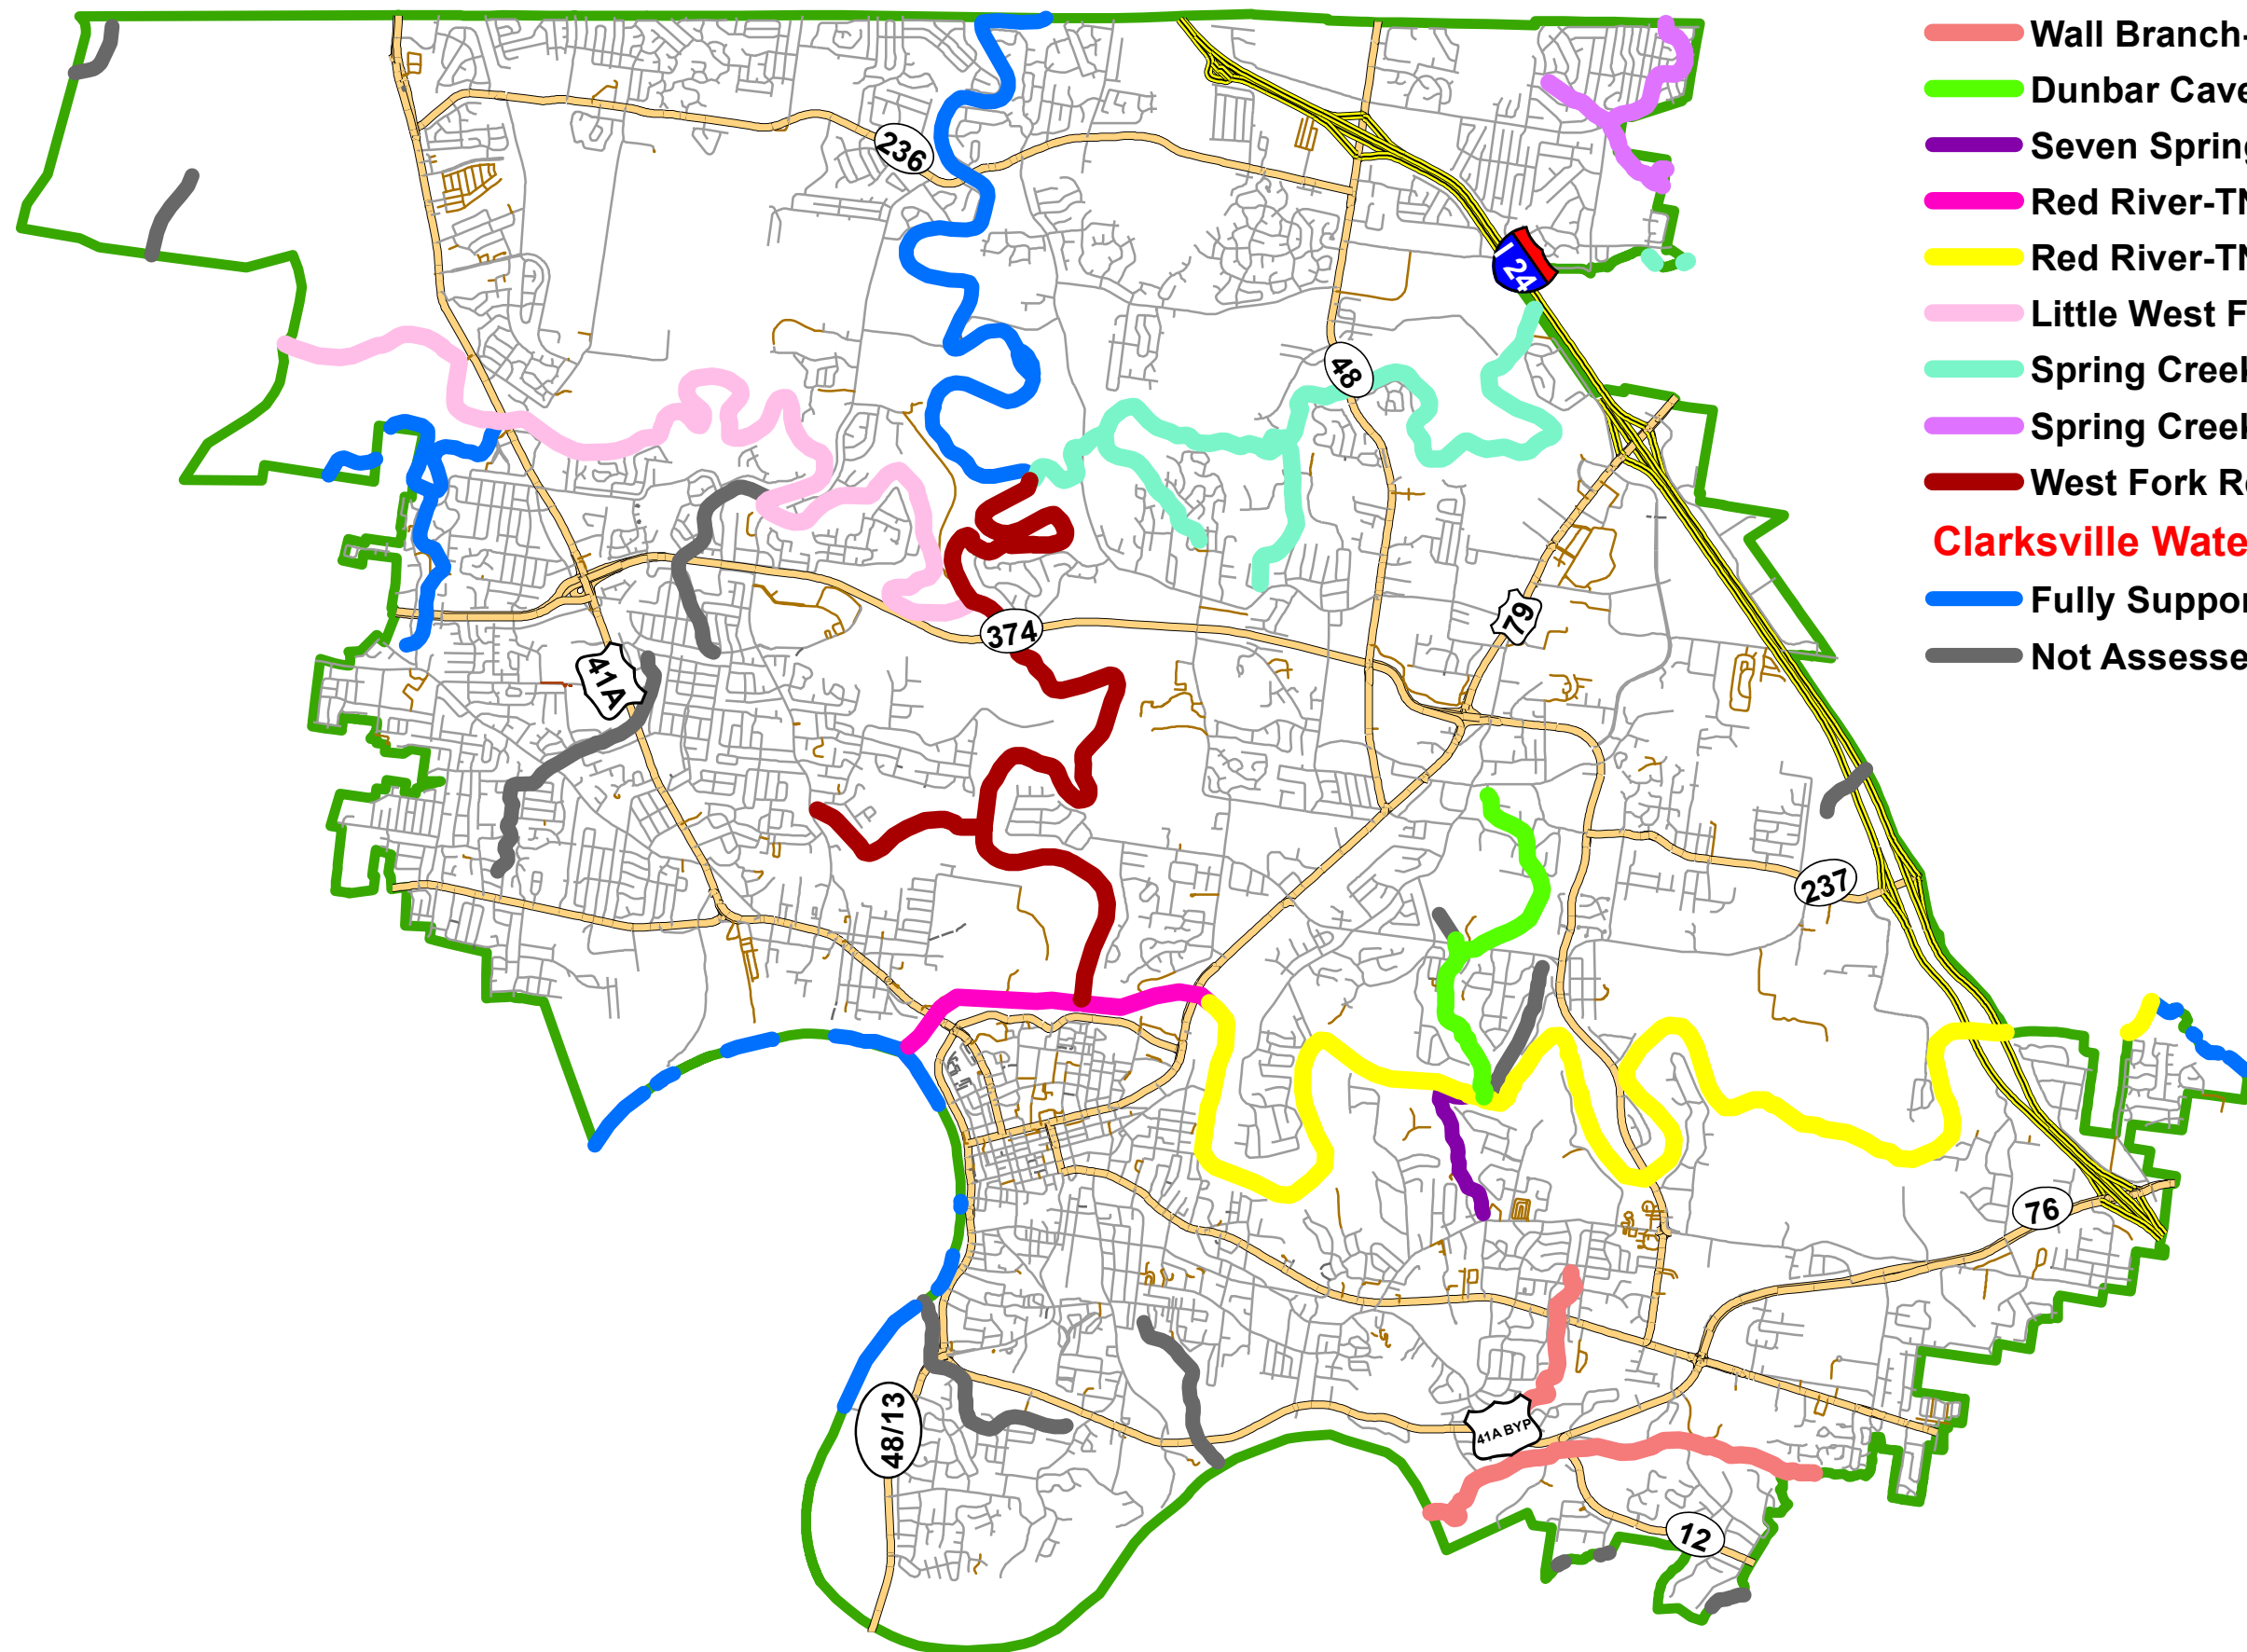 Wall Branch-
Dunbar Cave
Seven Spring
Red River-TN
Red River-TN
Little West F
Spring Creek
Spring Creek
West Fork Re
Clarksville Wate
Fully Suppor
Not Assesse
236
I 24
48
79
374
41A
237
76
48/13
41A BYP
12